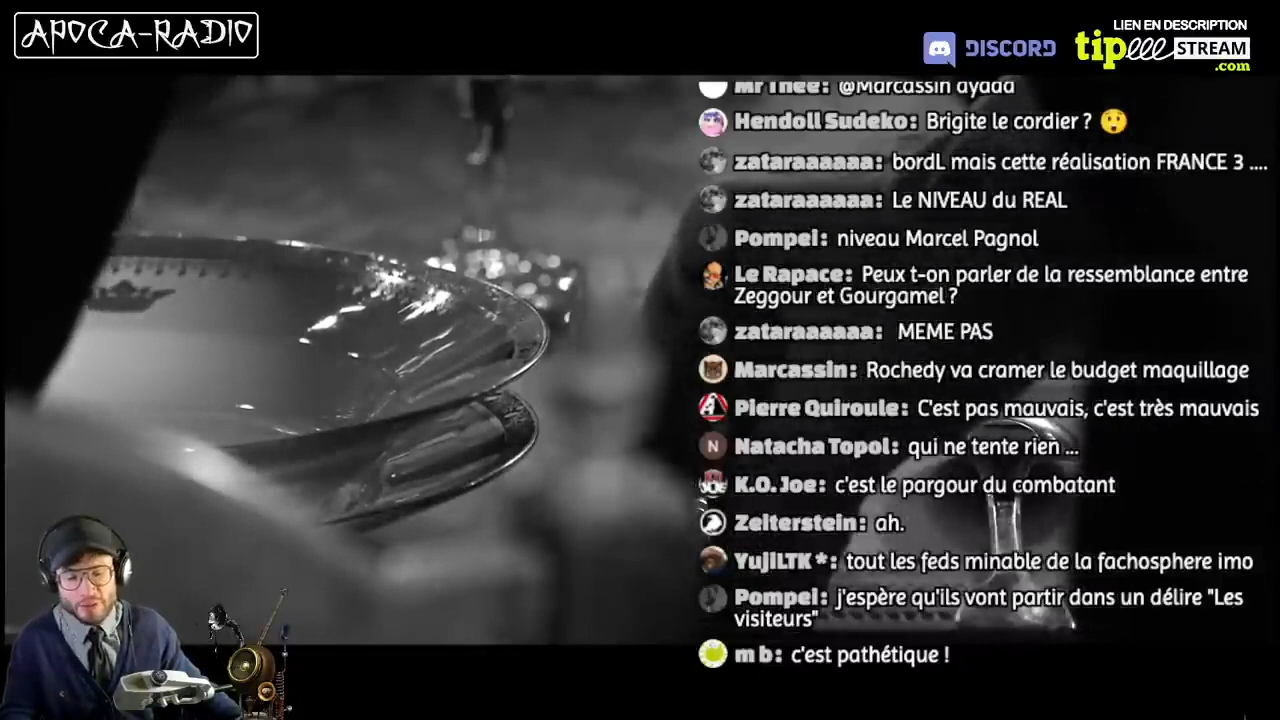 APOCA-RADIO
LIEN EN DESCRIPTION
DISCORD
tipeee STREAM
.com
Mr Thee: @Marcassin ayaaa
Hendoll Sudeko: Brigite le cordier ? 😲
zataraaaaaa: bordL mais cette réalisation FRANCE 3 ....
zataraaaaaa: Le NIVEAU du REAL
Pompei: niveau Marcel Pagnol
Le Rapace: Peux t-on parler de la ressemblance entre
Zeggour et Gourgamel ?
zataraaaaaa: MEME PAS
Marcassin: Rochedy va cramer le budget maquillage
Pierre Quiroule: C'est pas mauvais, c'est très mauvais
N Natacha Topol: qui ne tente rien ...
K.O. Joe: c'est le pargour du combatant
Zeiterstein: ah.
YujiLTK *: tout les feds minable de la fachosphere imo
Pompei: j'espère qu'ils vont partir dans un délire "Les
visiteurs"
m b: c'est pathétique !